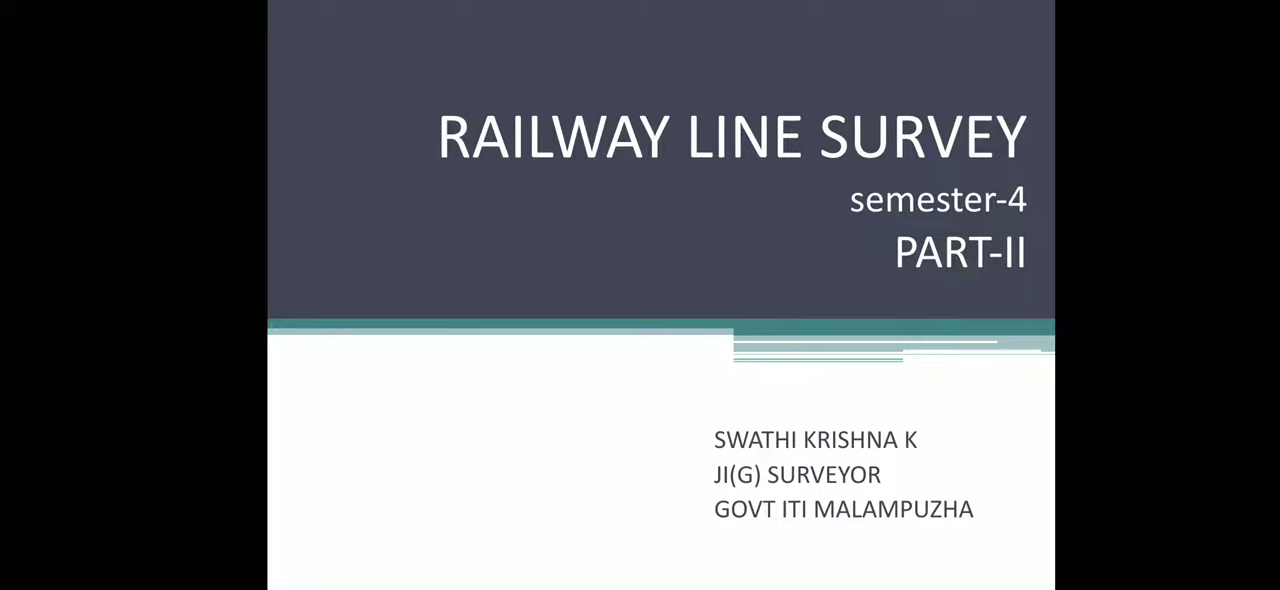 RAILWAY LINE SURVEY
semester-4
PART-II
SWATHI KRISHNA K
JI(G) SURVEYOR
GOVT ITI MALAMPUZHA